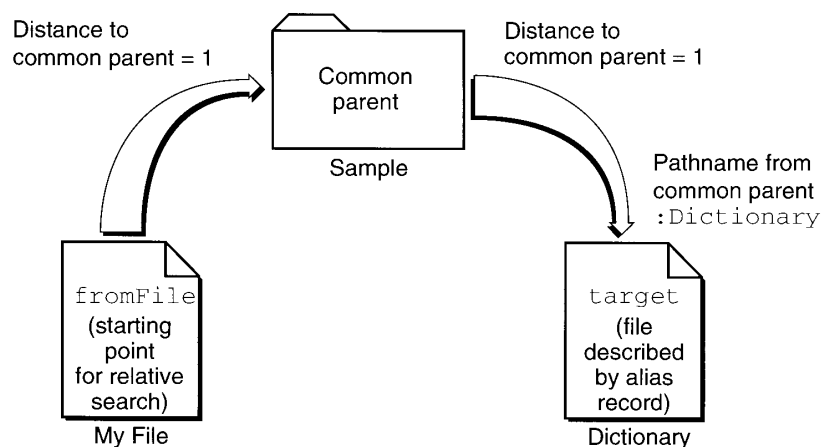 Distance to
common parent = 1
Common
parent
Sample
Distance to
common parent = 1
Pathname from
common parent
:Dictionary
fromFile
(starting
point
for relative
search)
My File
target
(file
described
by alias
record)
Dictionary